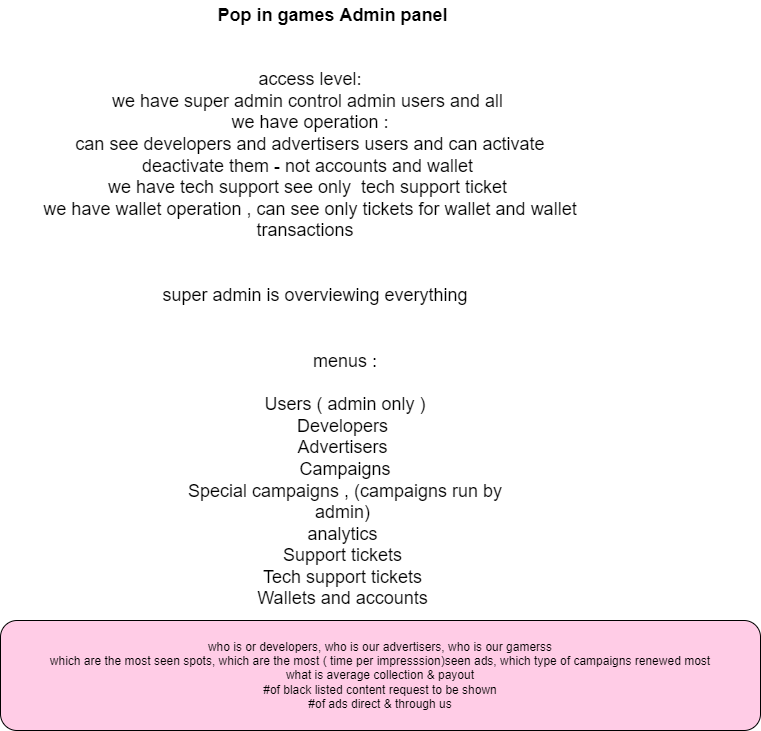 Pop in games Admin panel
access level:
we have super admin control admin users and all
we have operation :
can see developers and advertisers users and can activate
deactivate them - not accounts and wallet
we have tech support see only tech support ticket
we have wallet operation , can see only tickets for wallet and wallet
transactions
super admin is overviewing everything
menus :
Users ( admin only )
Developers
Advertisers
Campaigns
Special campaigns , (campaigns run by
admin)
analytics
Support tickets
Tech support tickets
Wallets and accounts
who is or developers, who is our advertisers, who is our gamerss
which are the most seen spots, which are the most ( time per impresssion)seen ads, which type of campaigns renewed most
what is average collection & payout
#of black listed content request to be shown
#of ads direct & through us